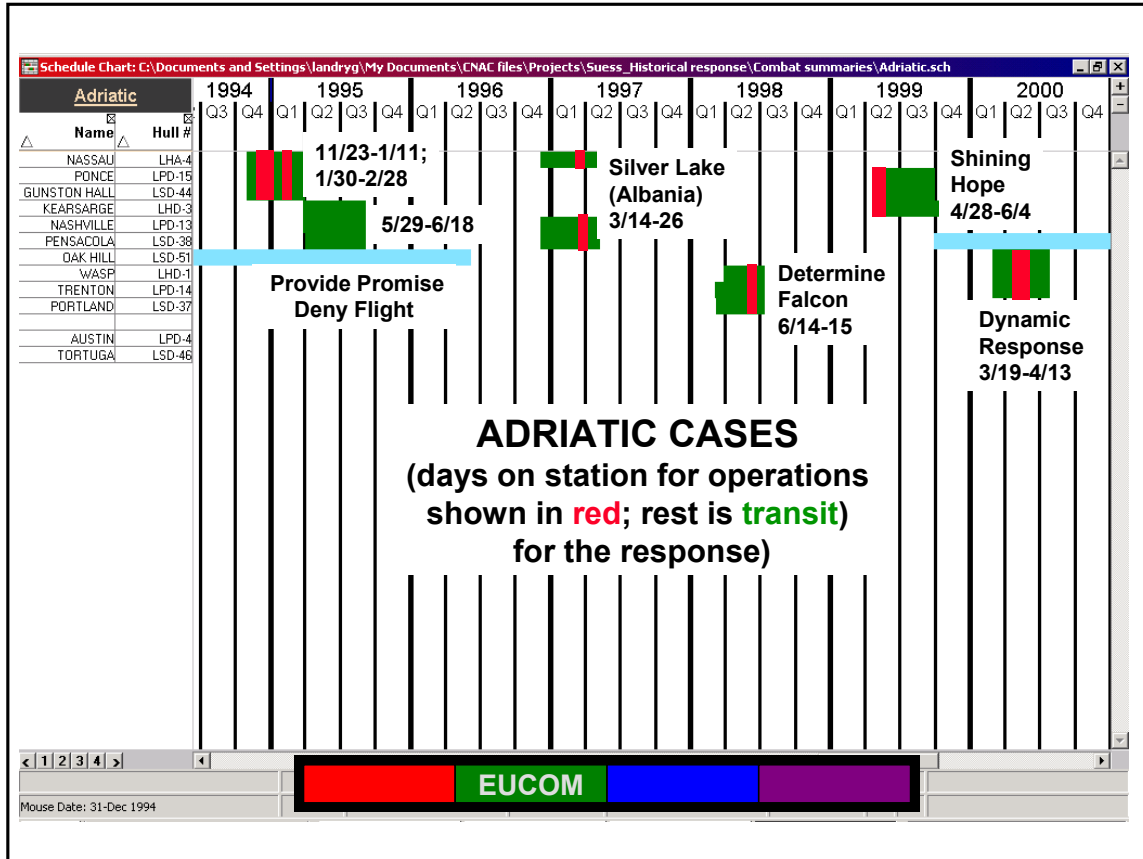 Schedule Chart: C:\Documents and Settings\landryg\My Documents\CNAC files\Projects\Suess_Historical response\Combat summaries\Adriatic.sch
Adriatic
1994 1995 1996 1997 1998 1999 2000
Q3 Q4 Q1 Q2 Q3 Q4 Q1 Q2 Q3 Q4 Q1 Q2 Q3 Q4 Q1 Q2 Q3 Q4 Q1 Q2 Q3 Q4 Q1 Q2 Q3 Q4
Name Hull #
NASSAU LHA-4
PONCE LPD-15
GUNSTON HALL LSD-44
KEARSARGE LHD-3
NASHVILLE LPD-13
PENSACOLA LSD-38
OAK HILL LSD-51
WASP LHD-1
TRENTON LPD-14
PORTLAND LSD-37
AUSTIN LPD-4
TORTUGA LSD-46
11/23-1/11;
1/30-2/28
5/29-6/18
Provide Promise
Deny Flight
Silver Lake
(Albania)
3/14-26
Determine
Falcon
6/14-15
Shining
Hope
4/28-6/4
Dynamic
Response
3/19-4/13
ADRIATIC CASES
(days on station for operations
shown in red; rest is transit)
for the response)
< 1 2 3 4 >
EUCOM
Mouse Date: 31-Dec 1994